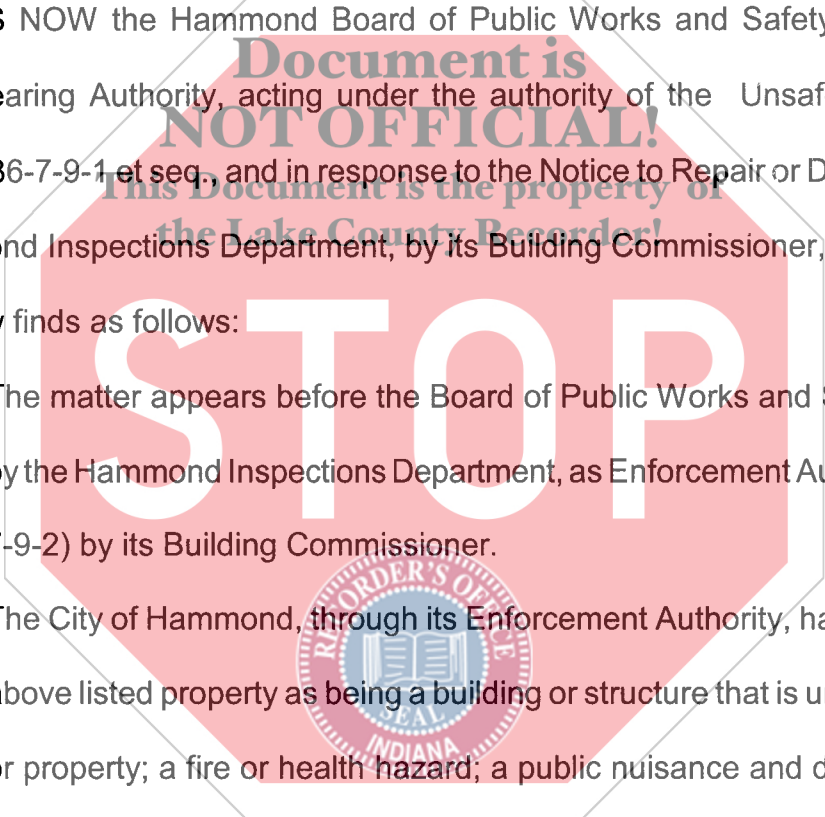 NOW the Hammond Board of Public Works and Safety
Document is
earing Authority, acting under the authority of the Unsaf
NOT OFFICIAL!
36-7-9-1 et seq., and in response to the Notice to Repair or D
This Document is the property of
the Lake County Recorder!
nd Inspections Department, by its Building Commissioner,
y finds as follows:
STOP
The matter appears before the Board of Public Works and S
by the Hammond Inspections Department, as Enforcement Au
-9-2) by its Building Commissioner.
RECORDER'S OFFICE
The City of Hammond, through its Enforcement Authority, ha
above listed property as being a building or structure that is u
SEAL
INDIANA
or property; a fire or health hazard; a public nuisance and d